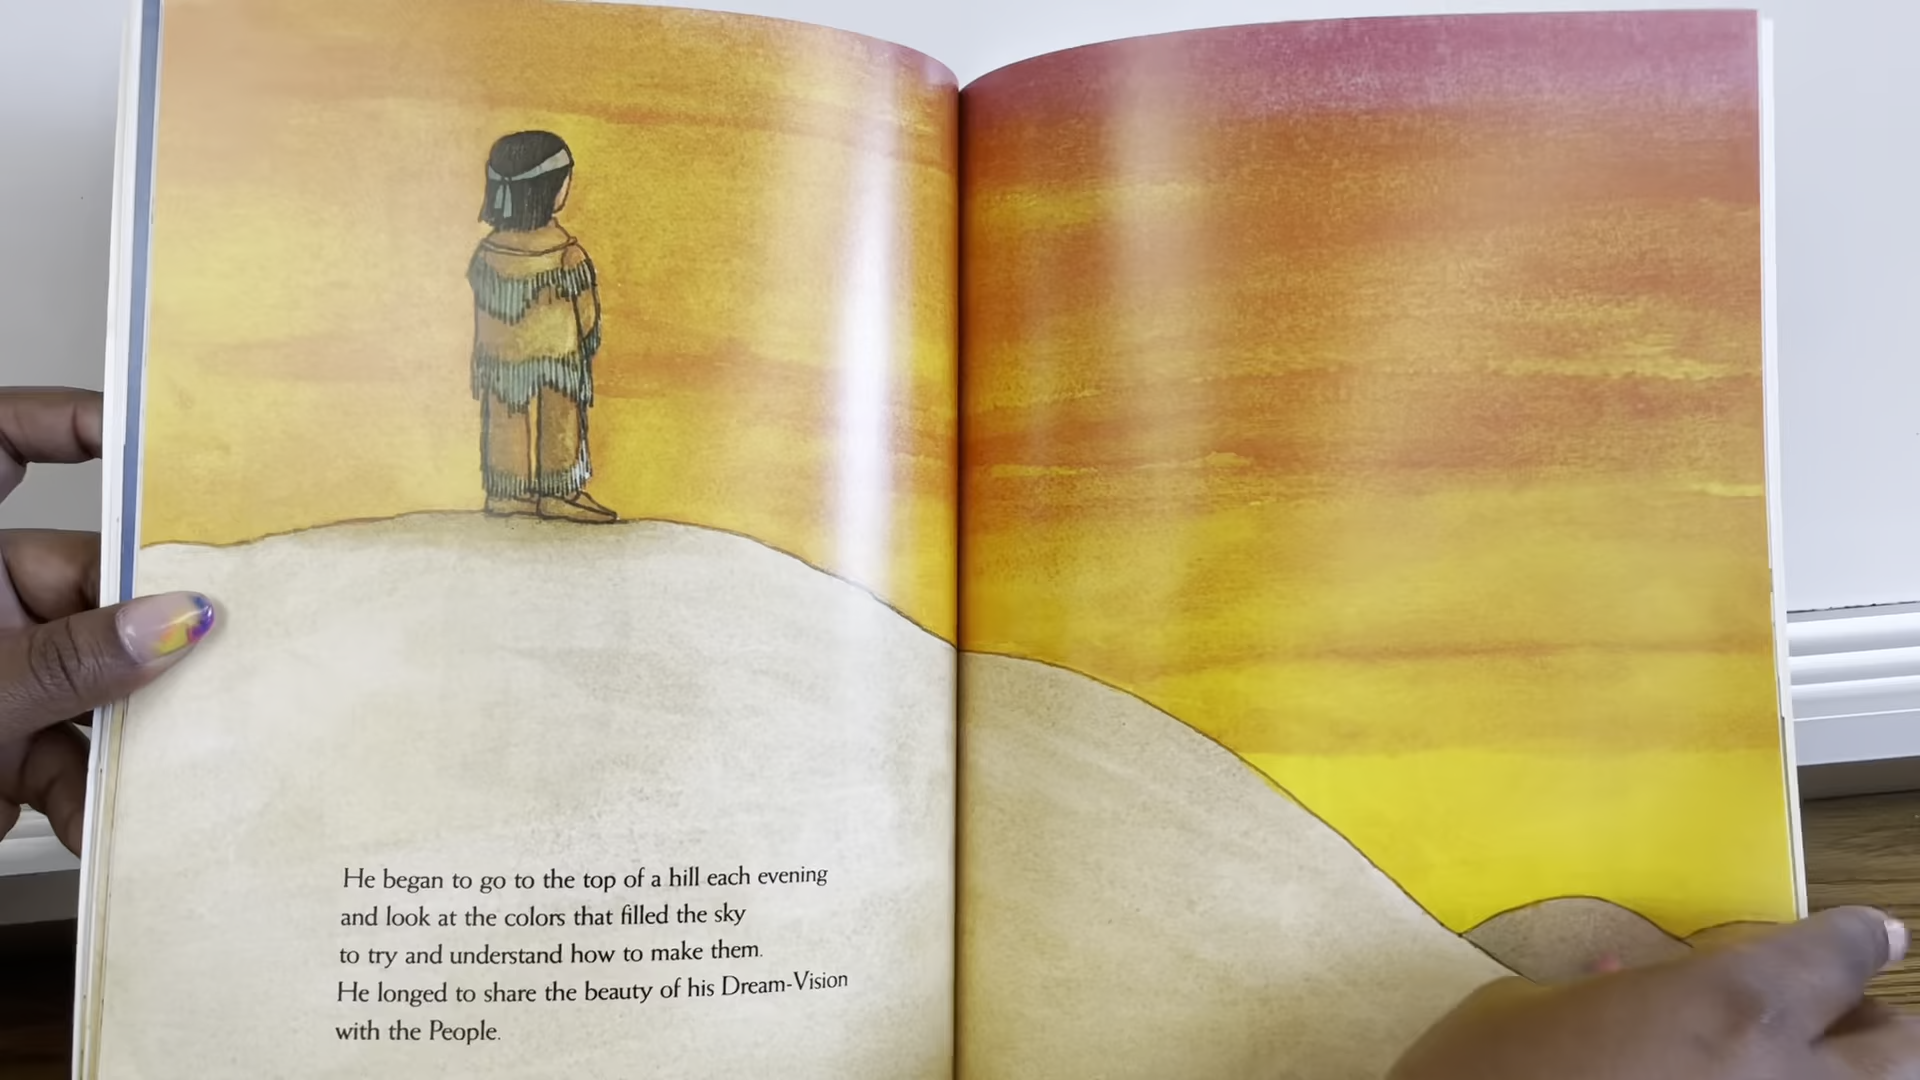 He began to go to the top of a hill each evening
and look at the colors that filled the sky
to try and understand how to make them.
He longed to share the beauty of his Dream-Vision
with the People.